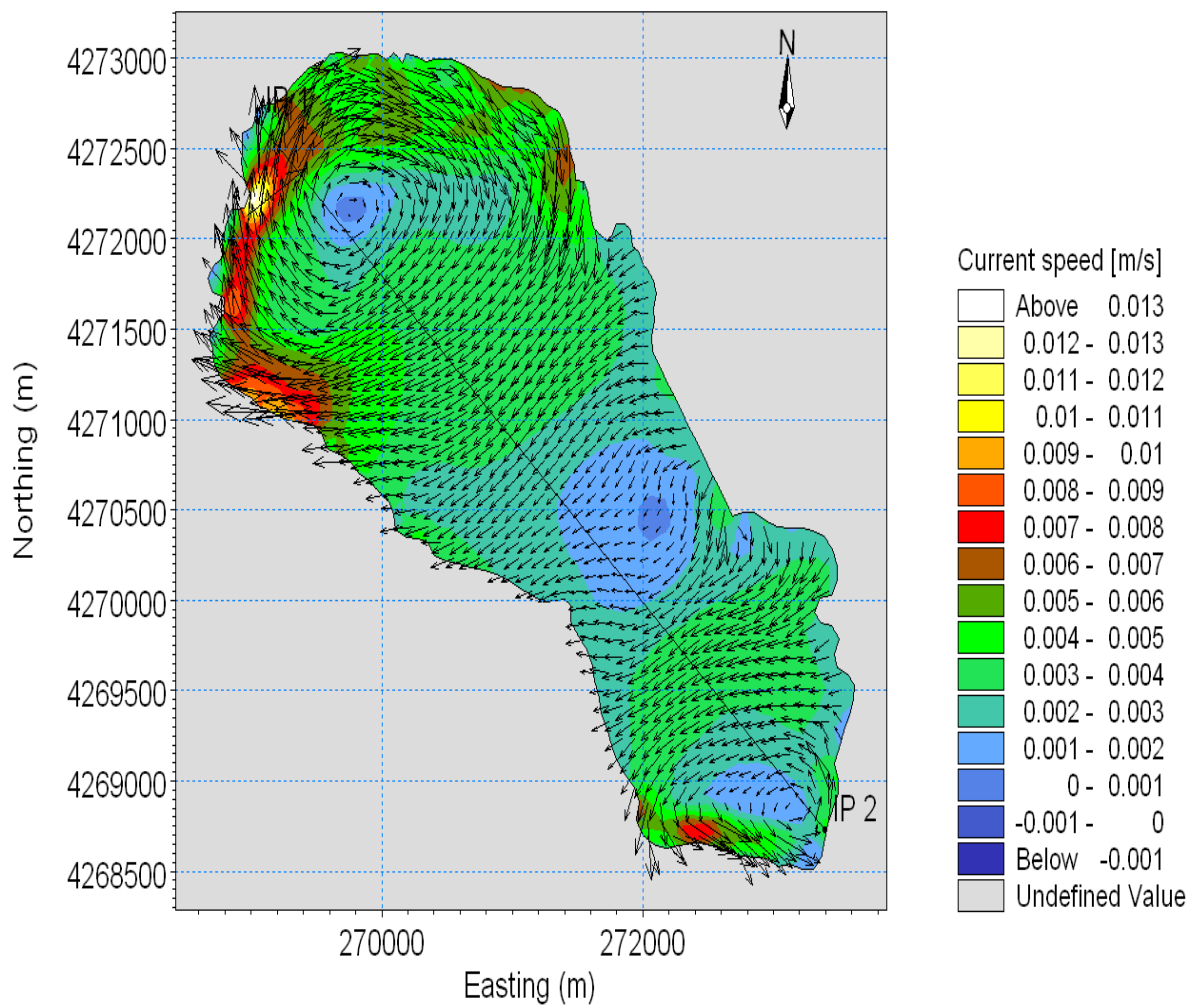 N
IP 1
IP 2
4273000
4272500
4272000
4271500
4271000
4270500
4270000
4269500
4269000
4268500
Northing (m)
270000 272000
Easting (m)
Current speed [m/s]
Above 0.013
0.012 - 0.013
0.011 - 0.012
0.01 - 0.011
0.009 - 0.01
0.008 - 0.009
0.007 - 0.008
0.006 - 0.007
0.005 - 0.006
0.004 - 0.005
0.003 - 0.004
0.002 - 0.003
0.001 - 0.002
0 - 0.001
-0.001 - 0
Below -0.001
Undefined Value